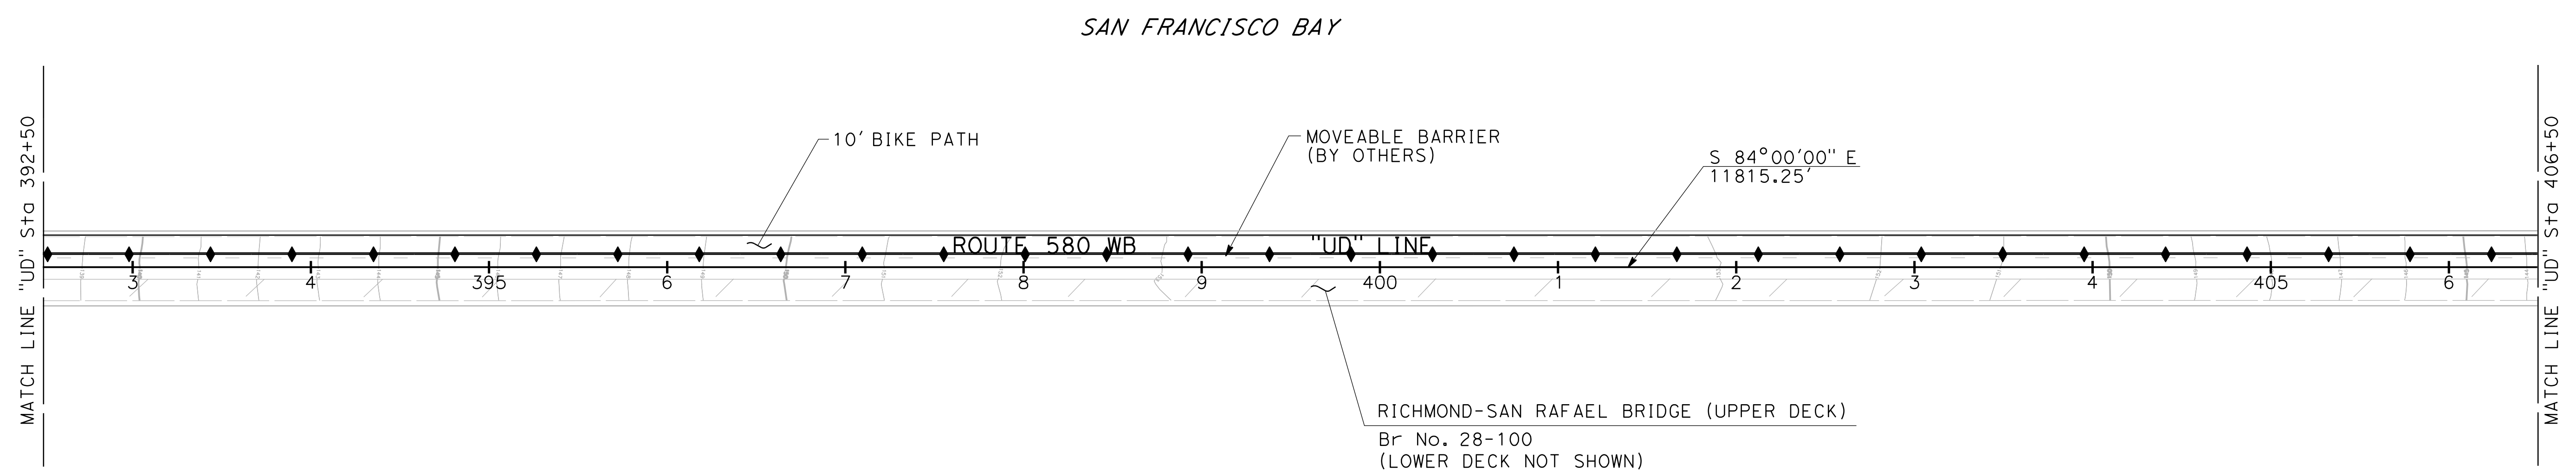 SAN FRANCISCO BAY
MATCH LINE "UD" Sta 392+50
10' BIKE PATH
MOVEABLE BARRIER
(BY OTHERS)
S 84°00'00" E
11815.25'
ROUTE 580 WB "UD" LINE
3 4 395 6 7 8 9 400 1 2 3 4 405 6
RICHMOND-SAN RAFAEL BRIDGE (UPPER DECK)
Br No. 28-100
(LOWER DECK NOT SHOWN)
MATCH LINE "UD" Sta 406+50